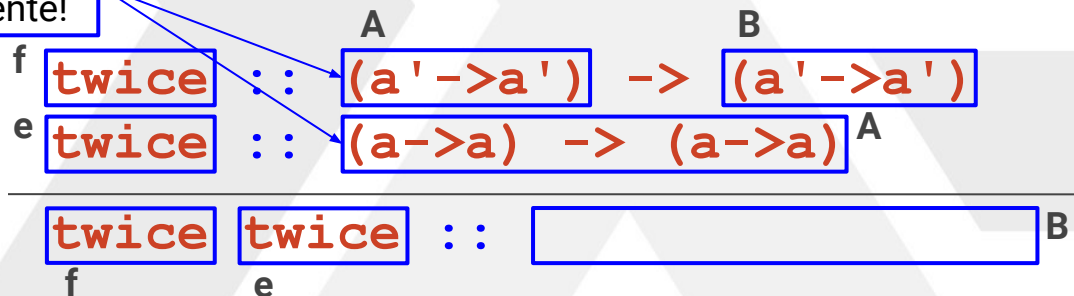 ente!
A B
f twice :: (a'->a') -> (a'->a')
e twice :: (a->a) -> (a->a) A
twice twice :: B
f e